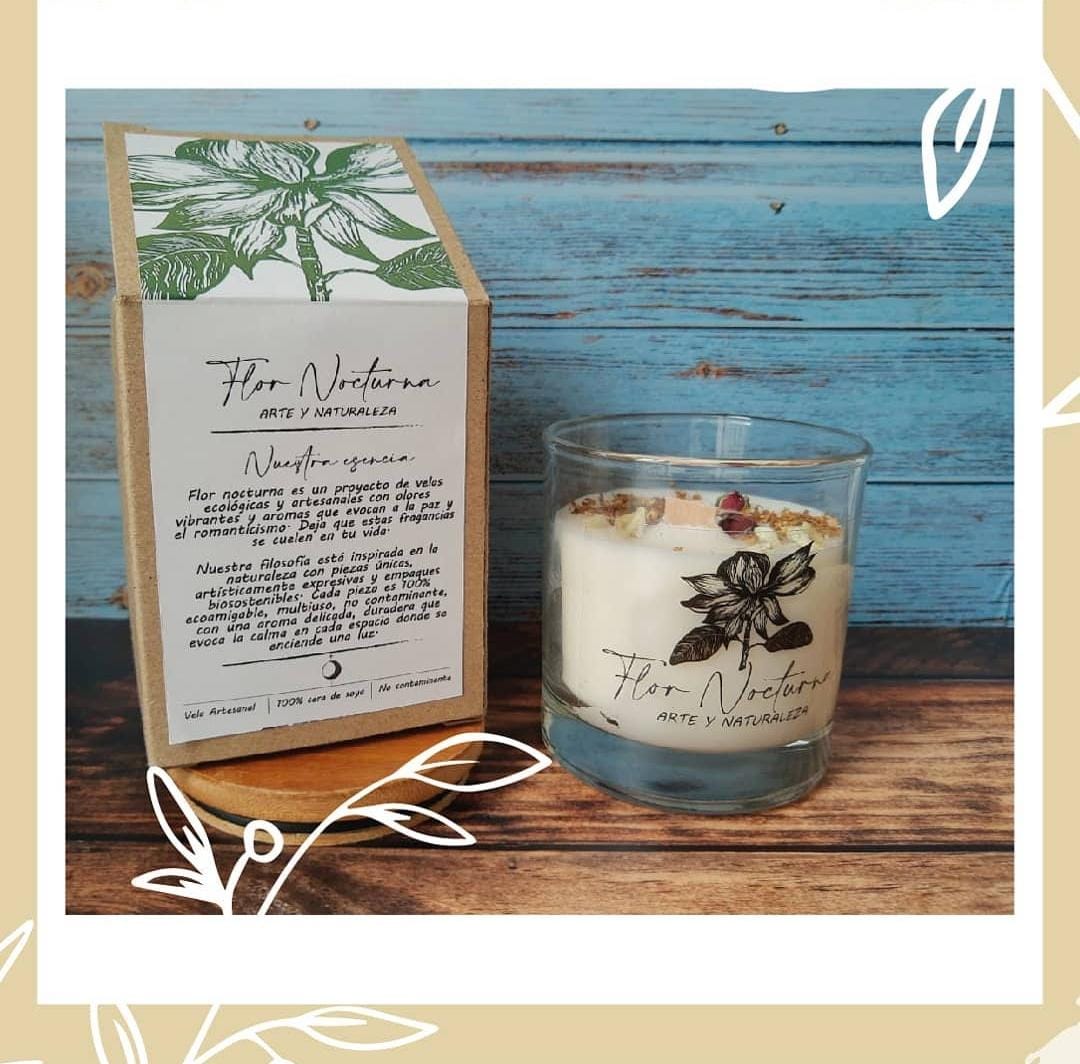 Flor Nocturna
ARTE Y NATURALEZA
Nuestra esencia
Flor nocturna es un proyecto de velas
ecológicas y artesanales con olores
vibrantes y aromas que evocan a la paz y
el romanticismo. Deja que estas fragancias
se cuelen en tu vida.
Nuestra filosofía está inspirada en la
naturaleza con piezas únicas,
artísticamente expresivas y empaques
biosostenibles. Cada pieza es 100%
ecoamigable, multiuso, no contaminante,
con una aroma delicada, duradera que
evoca la calma en cada espacio donde se
enciende una luz.
Vela Artesanal | 100% cera de soya | No contaminante
Flor Nocturna
ARTE Y NATURALEZA